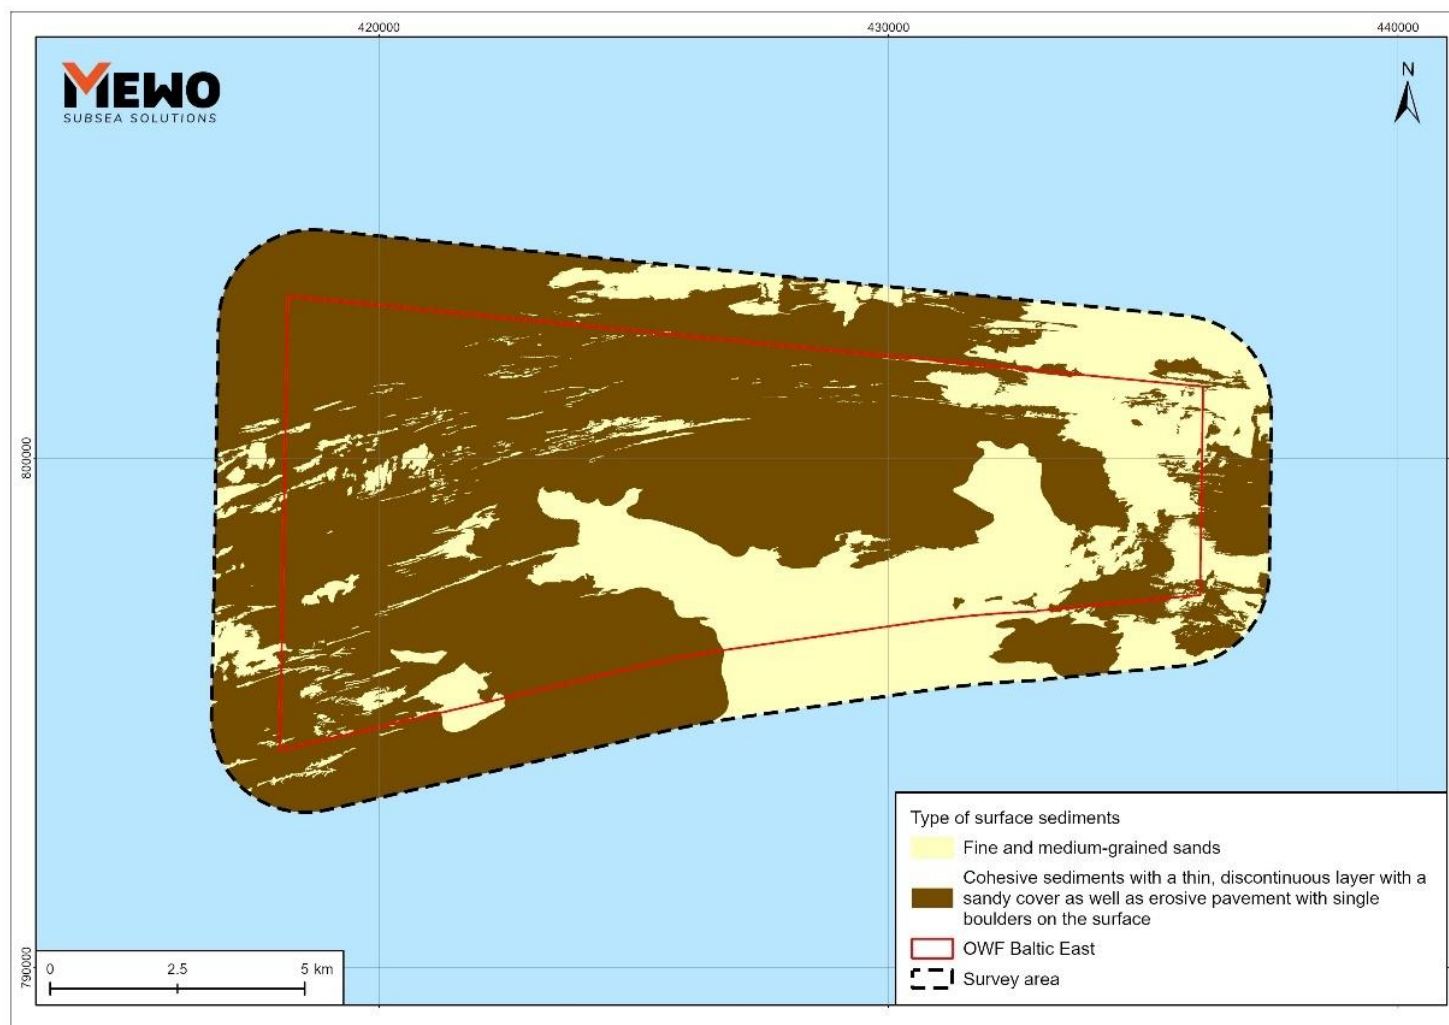 420000
430000
440000
MEWO
SUBSEA SOLUTIONS
N
800000
790000
Type of surface sediments
Fine and medium-grained sands
Cohesive sediments with a thin, discontinuous layer with a
sandy cover as well as erosive pavement with single
boulders on the surface
OWF Baltic East
Survey area
0 2.5 5 km